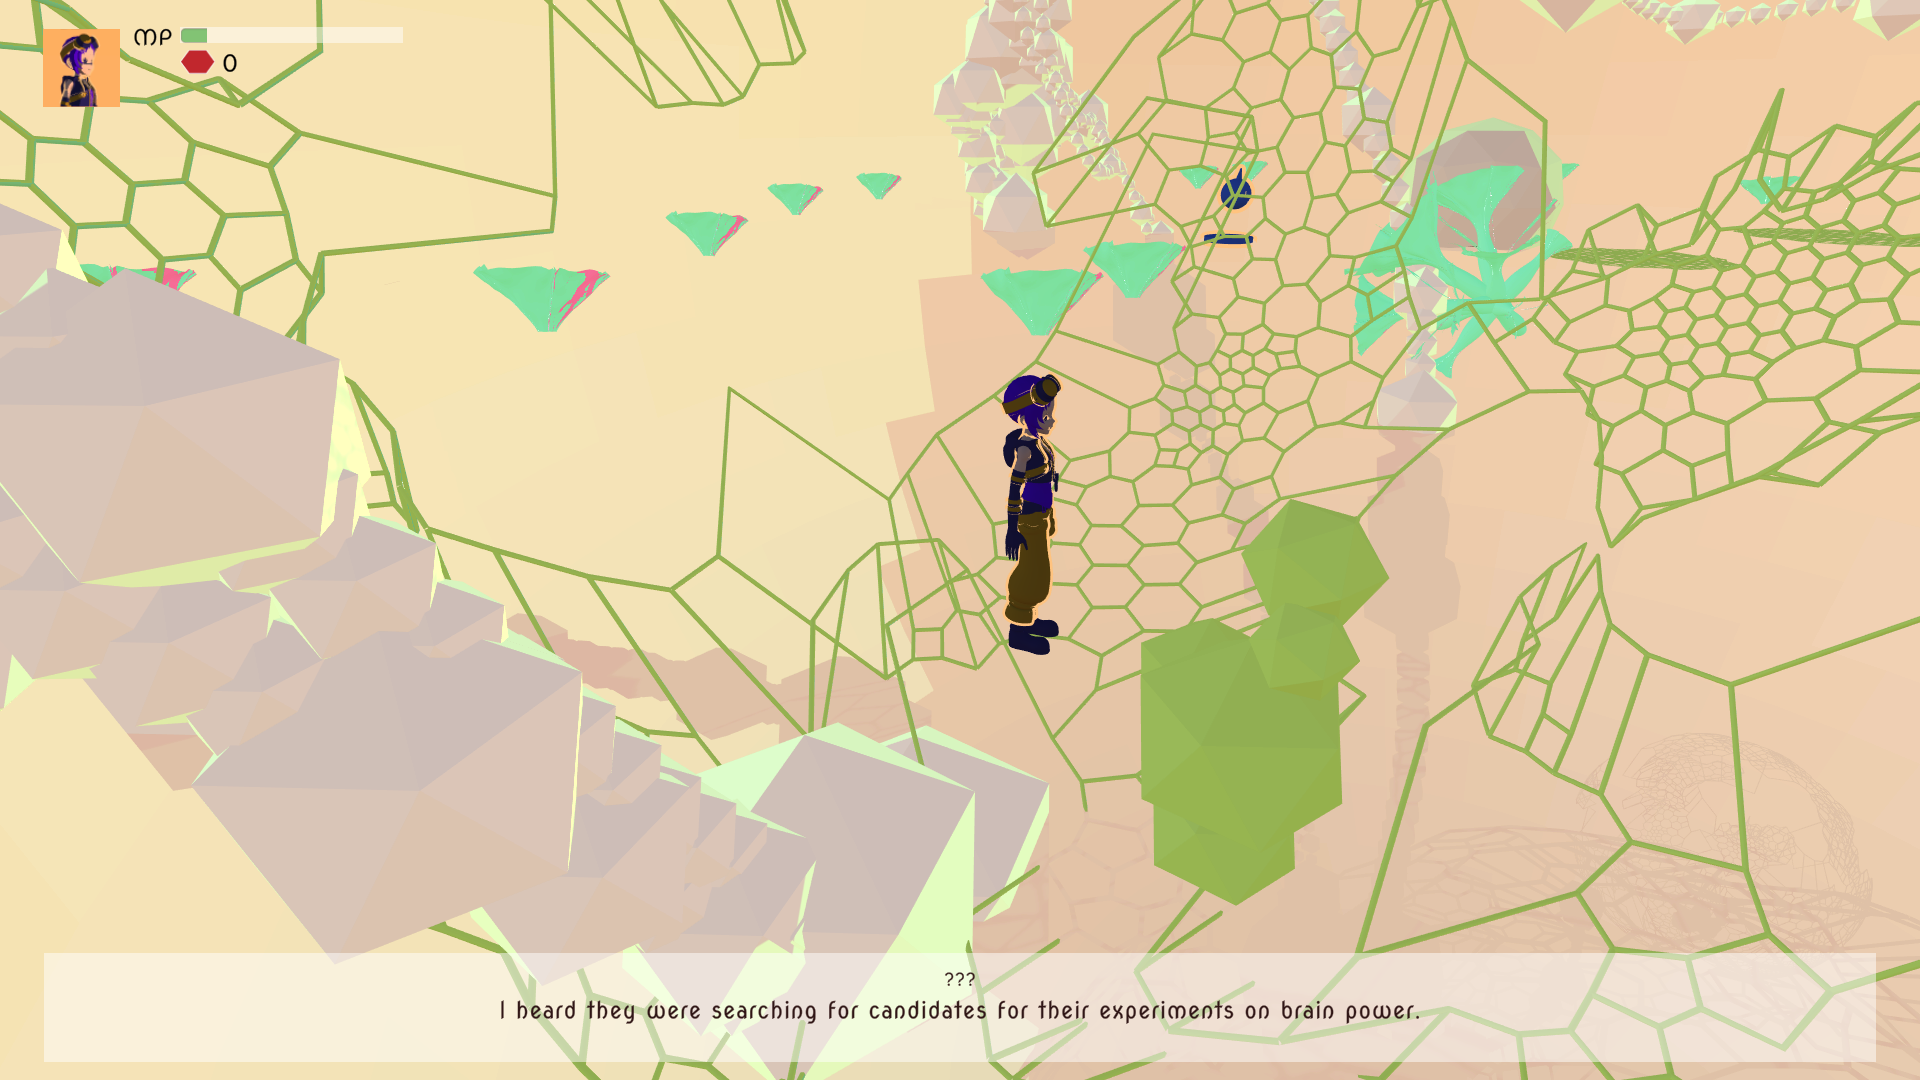 MP
0
???
I heard they were searching for candidates for their experiments on brain power.